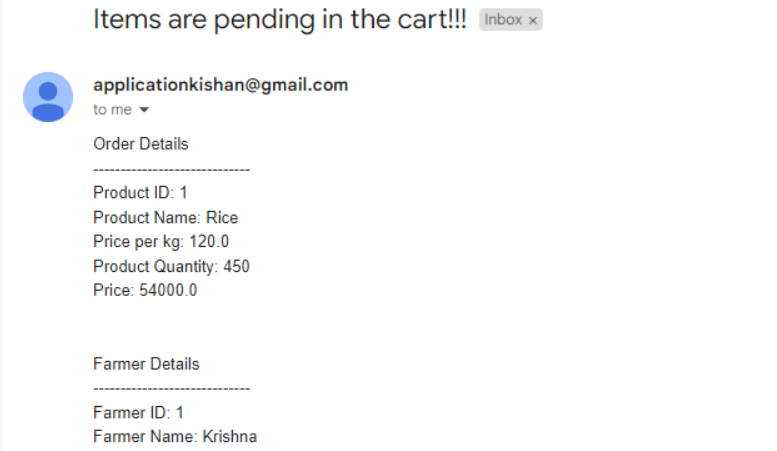 Items are pending in the cart!!! Inbox ×
applicationkishan@gmail.com
to me
Order Details
-----------------------------
Product ID: 1
Product Name: Rice
Price per kg: 120.0
Product Quantity: 450
Price: 54000.0
Farmer Details
-----------------------------
Farmer ID: 1
Farmer Name: Krishna